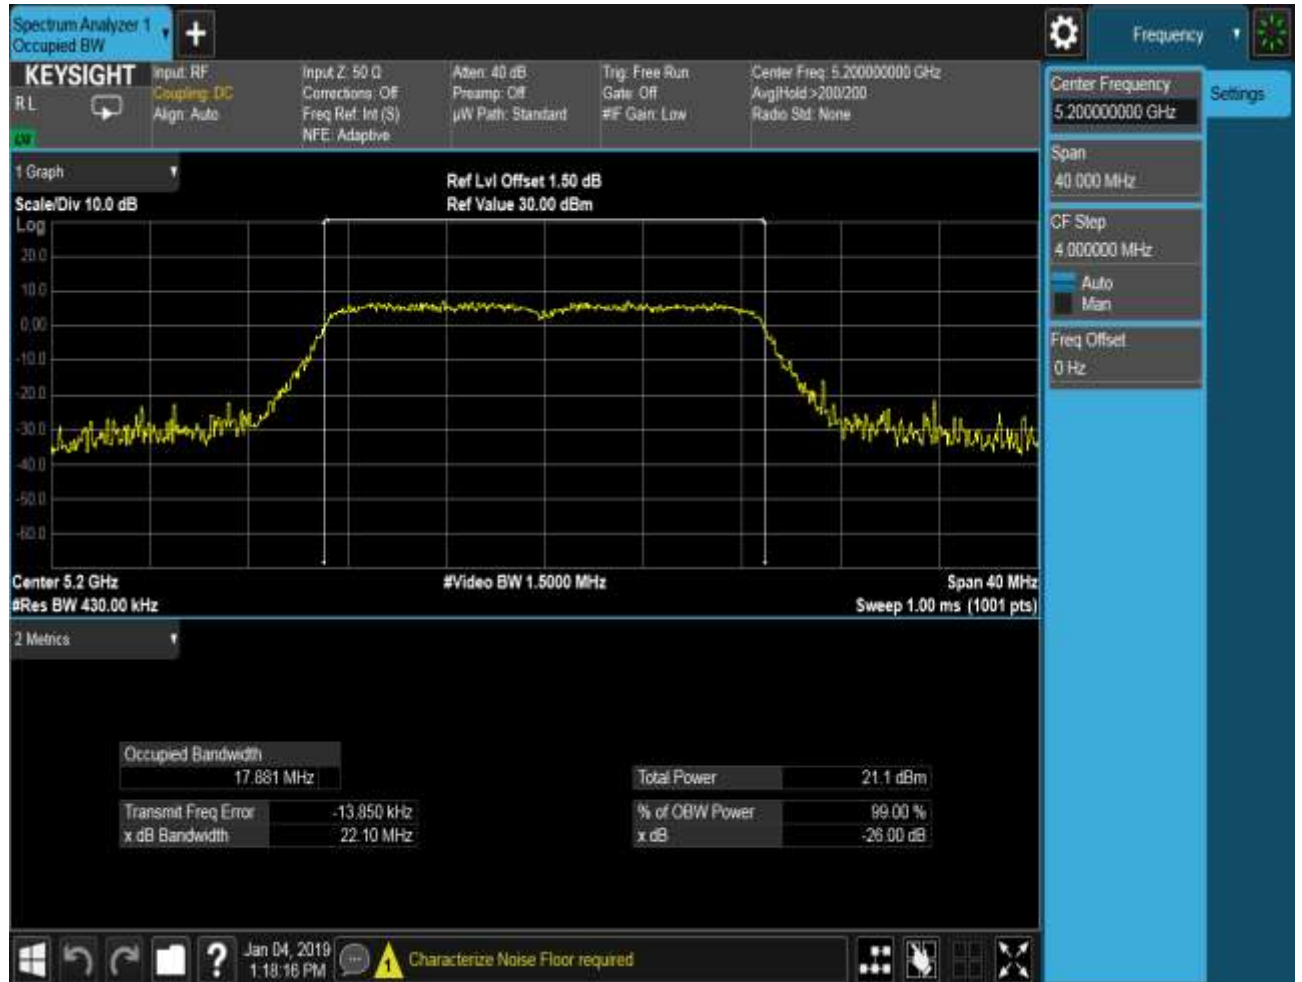 Spectrum Analyzer 1
Occupied BW
Frequency
KEYSIGHT
RL
Input: RF
Coupling: DC
Align: Auto
Input Z: 50 Ω
Corrections: Off
Freq Ref: Int (S)
NFE: Adaptive
Atten: 40 dB
Preamp: Off
µW Path: Standard
Trig: Free Run
Gate: Off
#IF Gain: Low
Center Freq: 5.200000000 GHz
Avg|Hold:>200/200
Radio Std: None
Center Frequency
5.200000000 GHz
Settings
Span
40.000 MHz
CF Step
4.000000 MHz
Auto
Man
Freq Offset
0 Hz
1 Graph
Scale/Div 10.0 dB
Ref Lvl Offset 1.50 dB
Ref Value 30.00 dBm
Log
20.0
10.0
0.00
-10.0
-20.0
-30.0
-40.0
-50.0
-60.0
Center 5.2 GHz
#Video BW 1.5000 MHz
Span 40 MHz
#Res BW 430.00 kHz
Sweep 1.00 ms (1001 pts)
2 Metrics
Occupied Bandwidth
17.881 MHz
Total Power 21.1 dBm
Transmit Freq Error -13.850 kHz
% of OBW Power 99.00 %
x dB Bandwidth 22.10 MHz
x dB -26.00 dB
?
Jan 04, 2019
1:18:16 PM
1
Characterize Noise Floor required